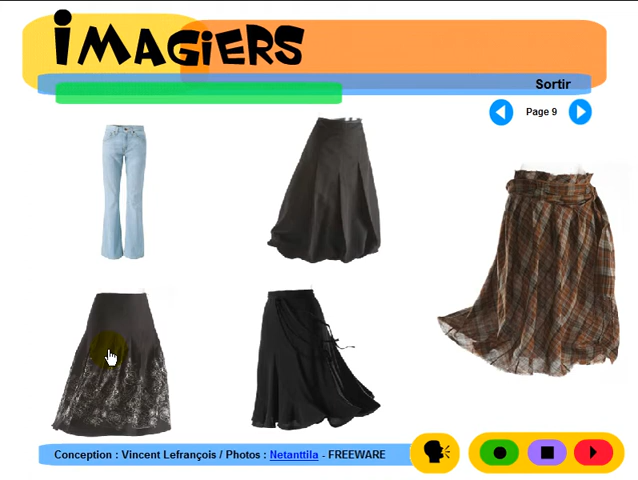 iMAGiERS
Sortir
Page 9
Conception : Vincent Lefrançois / Photos : Netanttila - FREEWARE